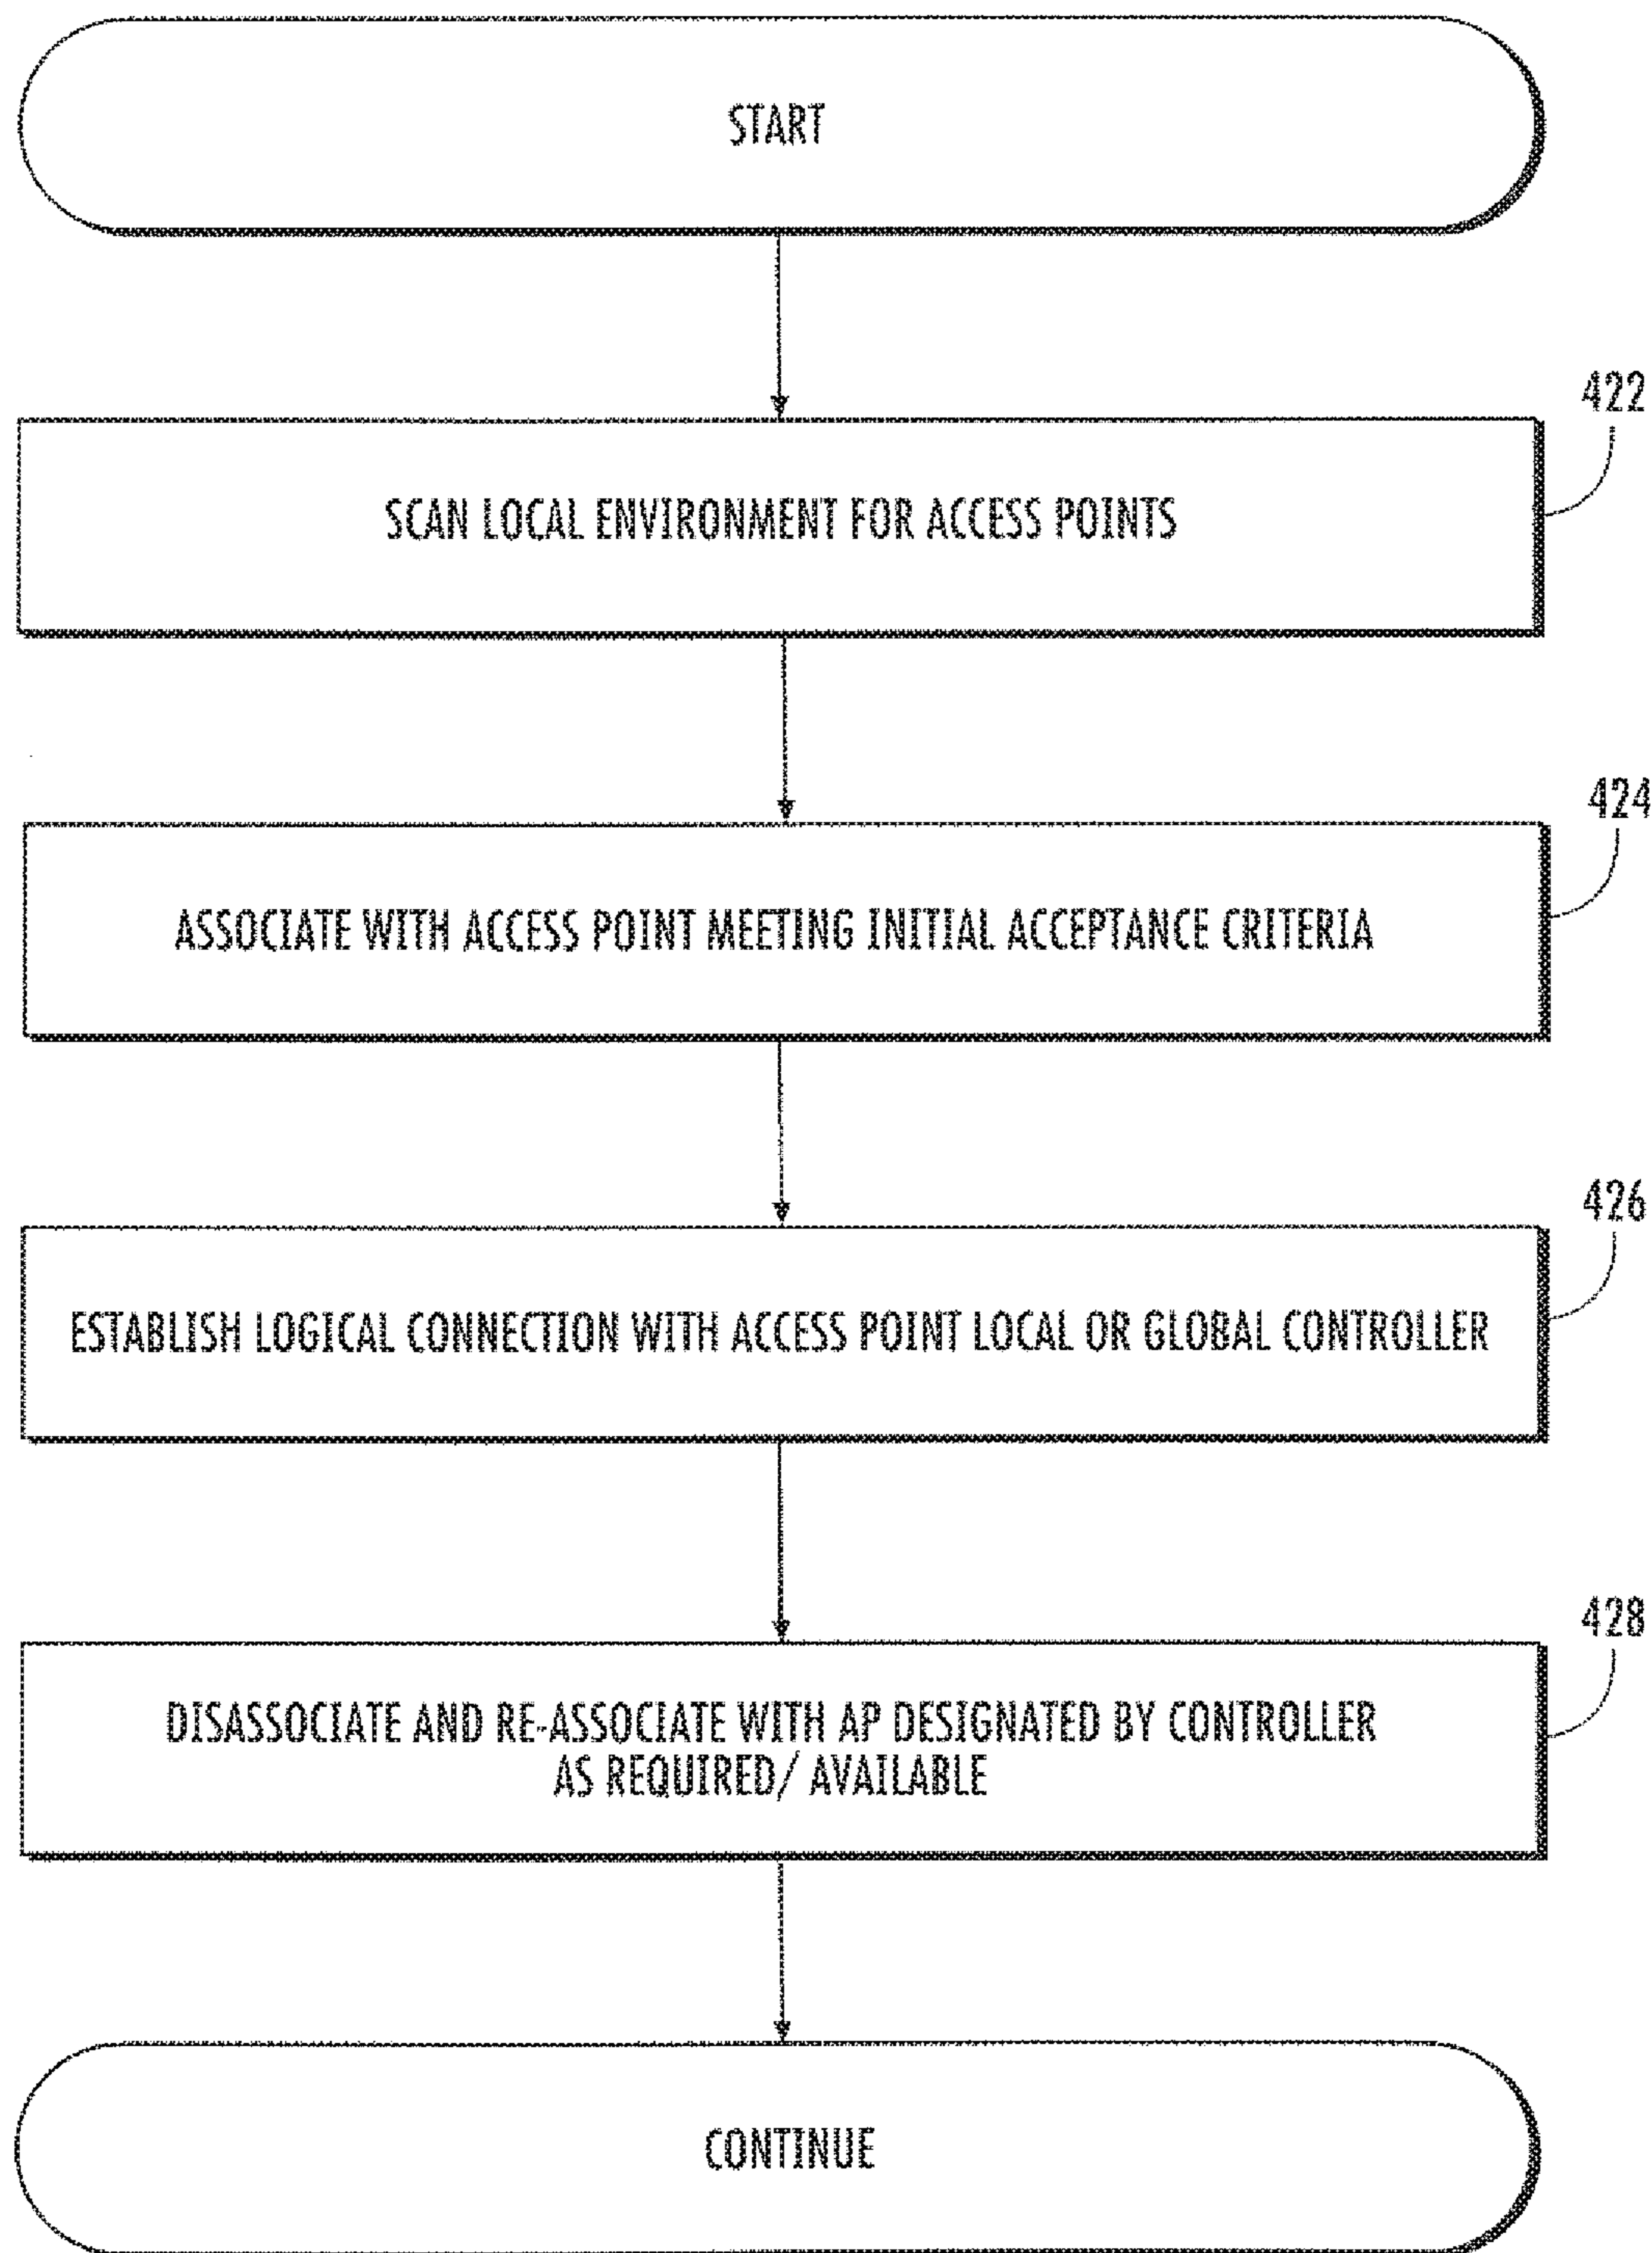 START
422
SCAN LOCAL ENVIRONMENT FOR ACCESS POINTS
424
ASSOCIATE WITH ACCESS POINT MEETING INITIAL ACCEPTANCE CRITERIA
426
ESTABLISH LOGICAL CONNECTION WITH ACCESS POINT LOCAL OR GLOBAL CONTROLLER
428
DISASSOCIATE AND RE-ASSOCIATE WITH AP DESIGNATED BY CONTROLLER
AS REQUIRED/ AVAILABLE
CONTINUE